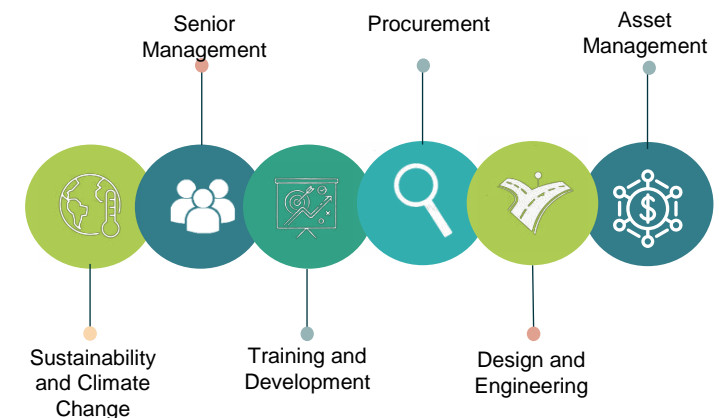 Senior
Management
Procurement
Asset
Management
$
Sustainability
and Climate
Change
Training and
Development
Design and
Engineering